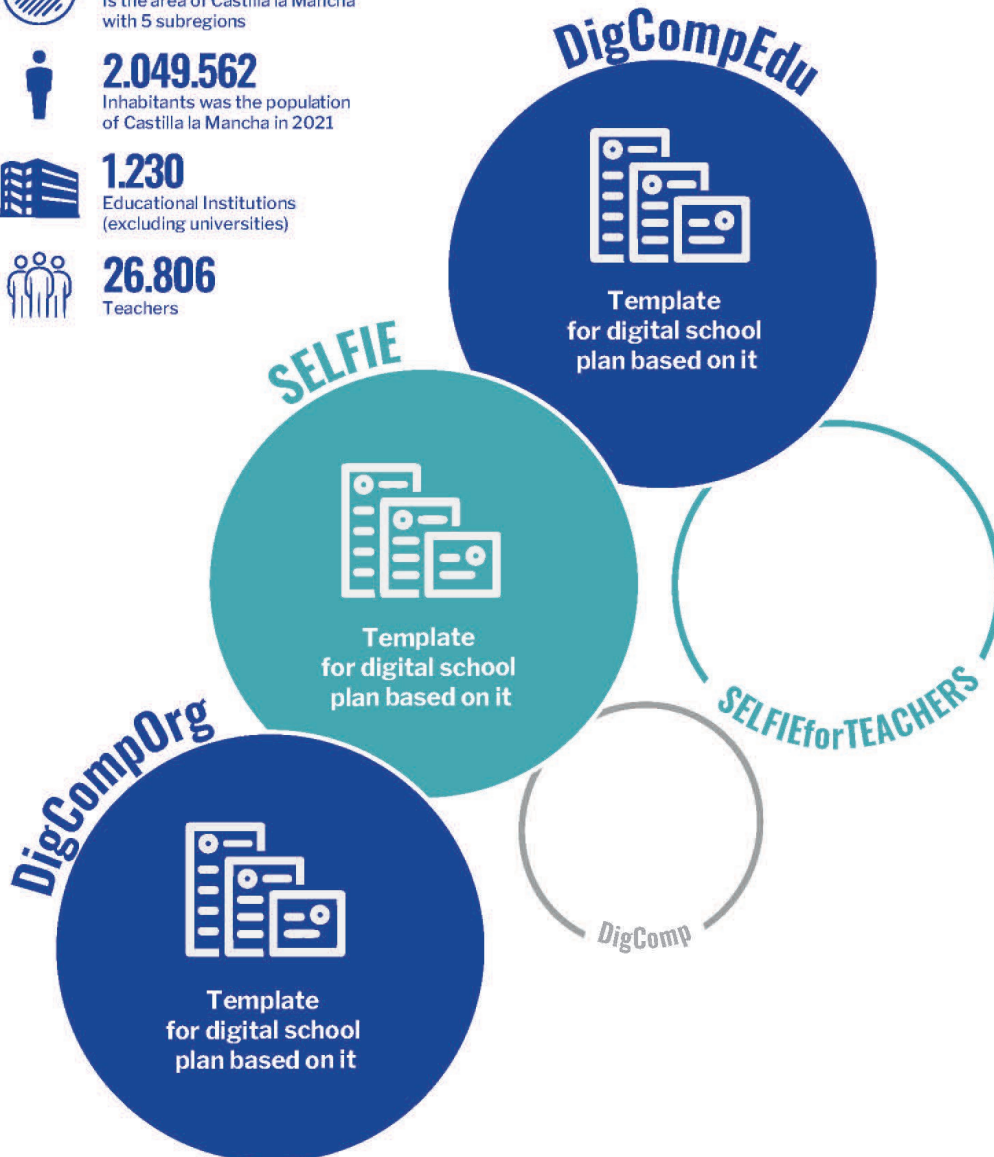 is the area of Castilla la Mancha
with 5 subregions
2.049.562
Inhabitants was the population
of Castilla la Mancha in 2021
1.230
Educational Institutions
(excluding universities)
26.806
Teachers
DigCompEdu
Template
for digital school
plan based on it
SELFIE
Template
for digital school
plan based on it
SELFIEforTEACHERS
DigCompOrg
Template
for digital school
plan based on it
DigComp